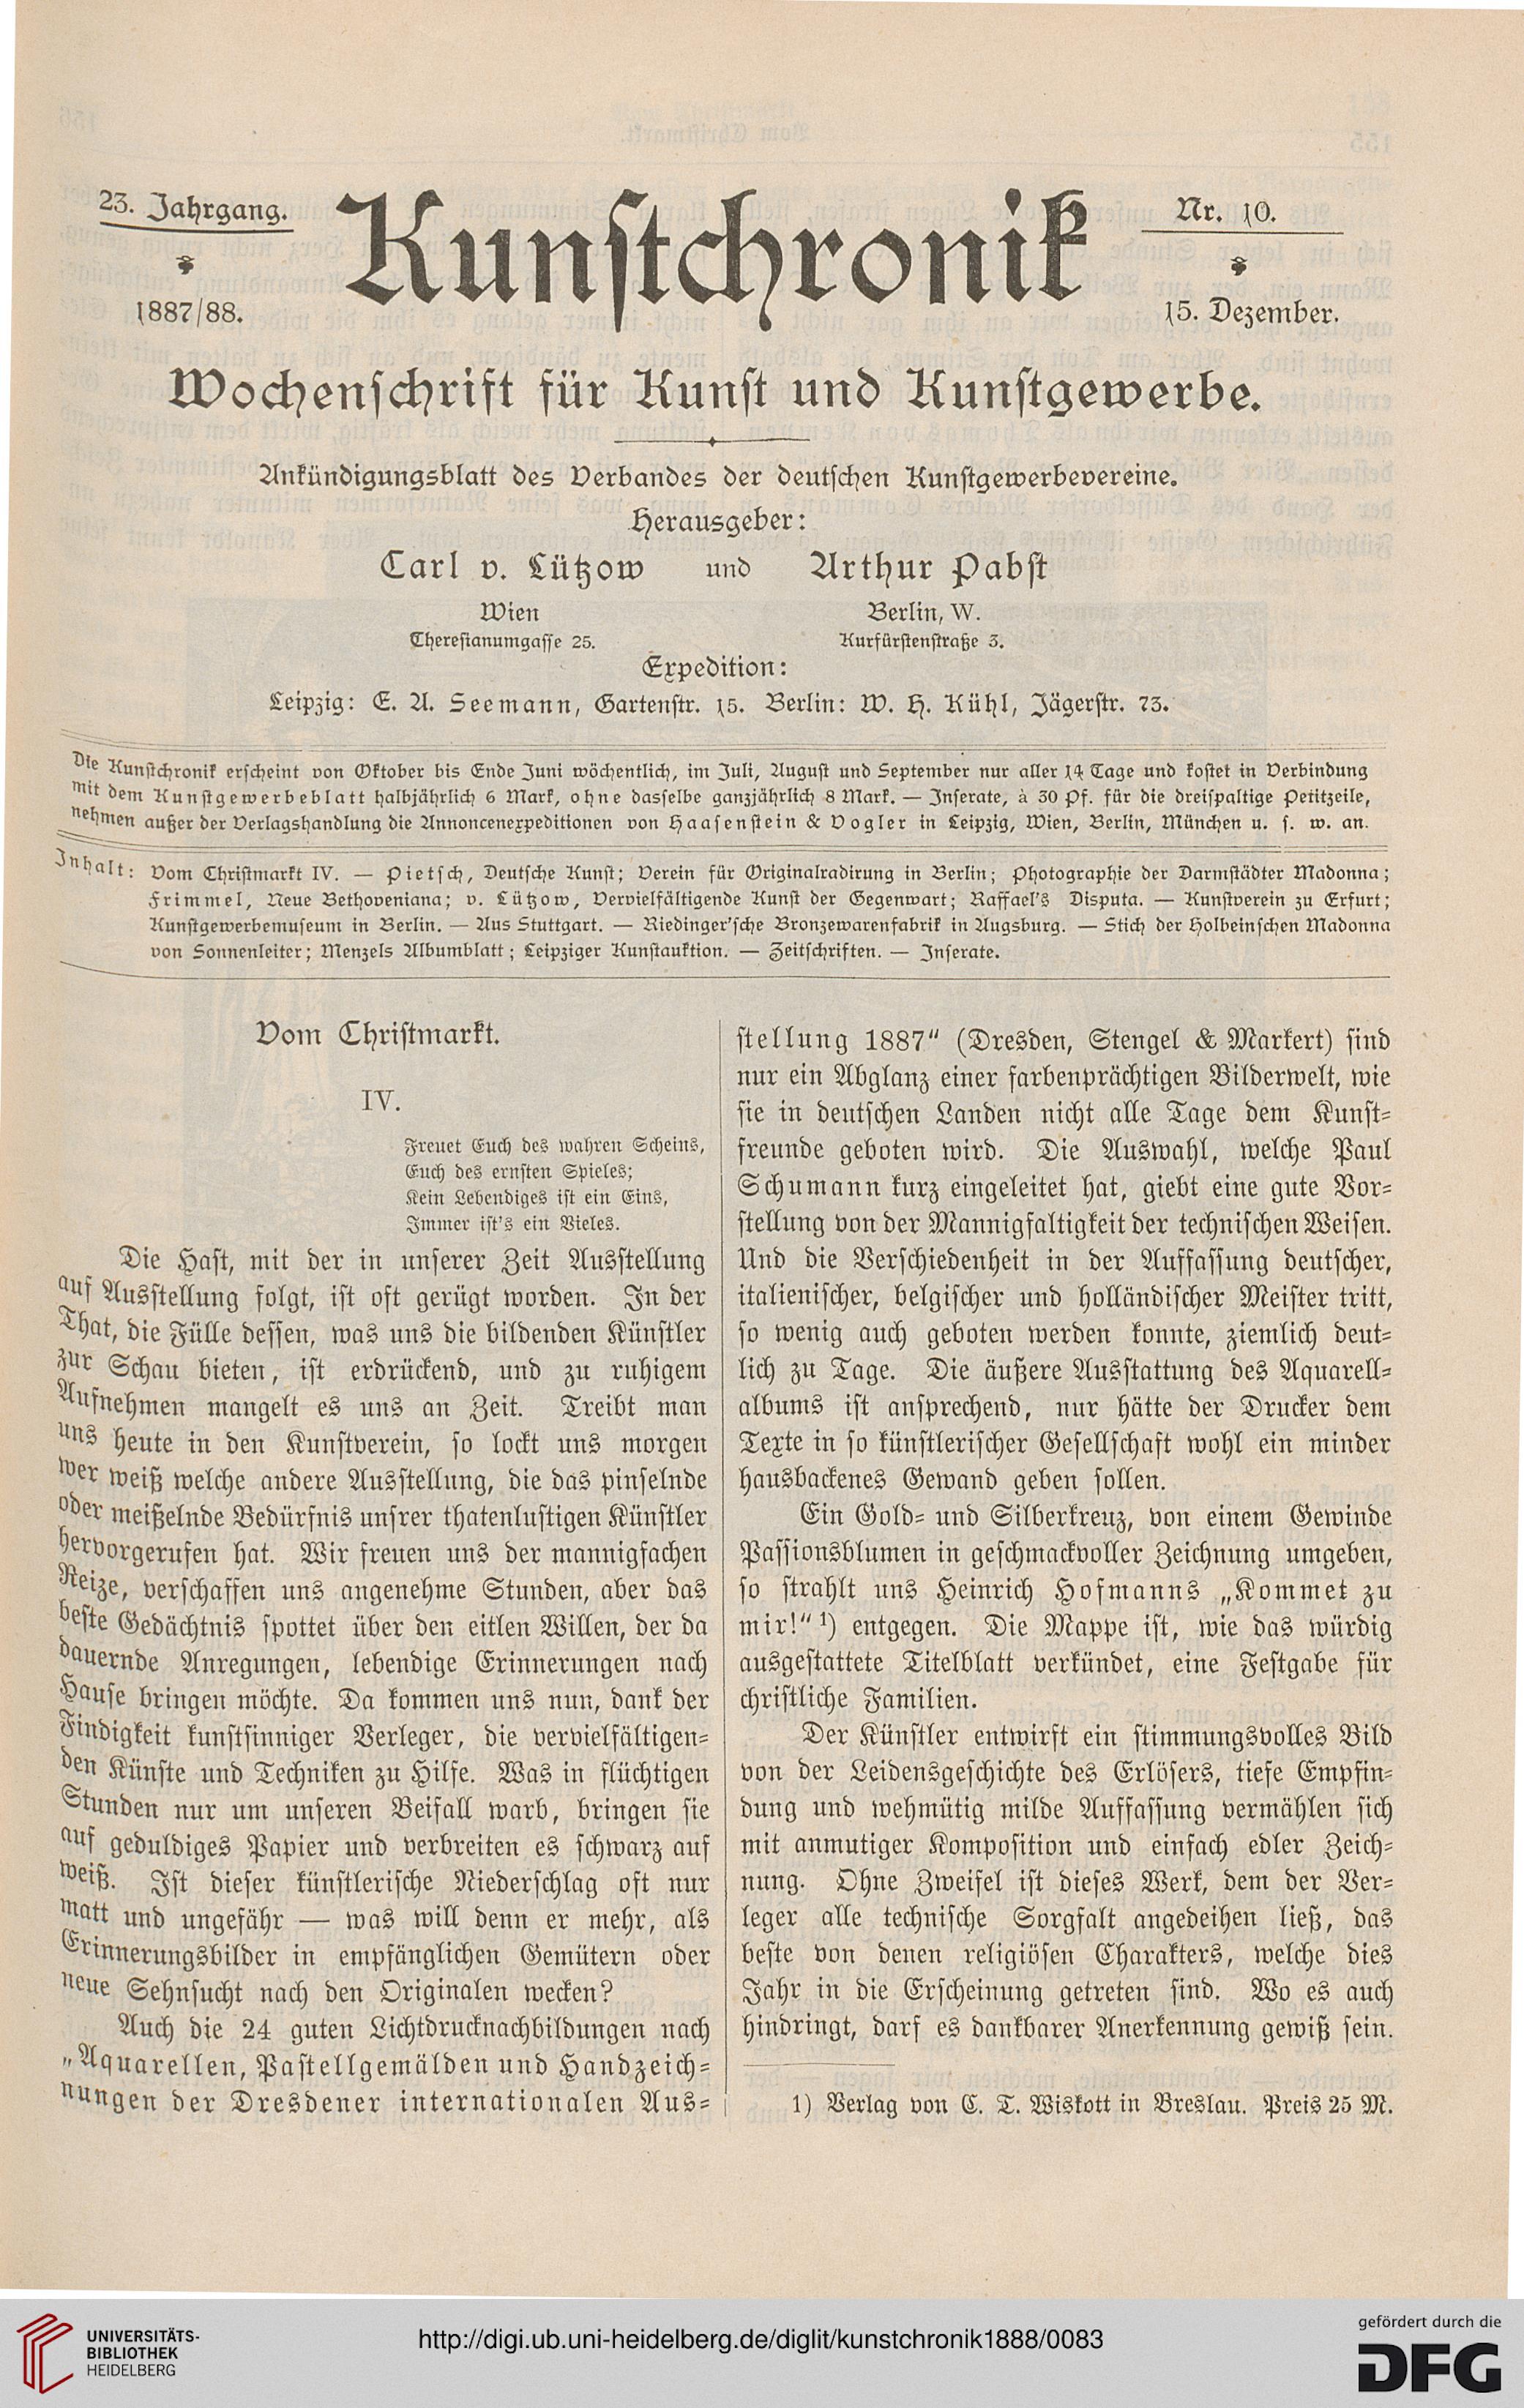 23. Jahrgang.
Kunstchronik
Nr. 10.
1887/88.
15. Dezember.
Wochenschrift für Kunst und Kunstgewerbe.
Ankündigungsblatt des Verbandes der deutschen Kunstgewerbevereine.
Herausgeber:
Carl v. Lützow und Arthur Pabst
Wien
Berlin, W.
Theresianumgasse 25.
Kurfürstenstraße 3.
Expedition:
Leipzig: E. A. Seemann, Gartenstr. 15. Berlin: W. H. Kühl, Jägerstr. 73.
Die Kunstchronik erscheint von Oktober bis Ende Juni wöchentlich, im Juli, August und September nur aller 14 Tage und kostet in Verbindung
mit dem Kunstgewerbeblatt halbjährlich 6 Mark, ohne dasselbe ganzjährlich 8 Mark. — Inserate, à 30 Pf. für die dreispaltige Petitzeile,
nehmen außer der Verlagshandlung die Annoncenexpeditionen von Haasenstein & Vogler in Leipzig, Wien, Berlin, München u. s. w. an.
Inhalt: Vom Christmarkt IV. — Pietsch, Deutsche Kunst; Verein für Originalradirung in Berlin; Photographie der Darmstädter Madonna;
Frimmel, Neue Bethoveniana; v. Lützow, Vervielfältigende Kunst der Gegenwart; Raffael's Disputa. — Kunstverein zu Erfurt;
Kunstgewerbemuseum in Berlin. — Aus Stuttgart. — Riedinger'sche Bronzewarenfabrik in Augsburg. — Stich der Holbeinschen Madonna
von Sonnenleiter; Menzels Albumblatt; Leipziger Kunstauktion. — Zeitschriften. — Inserate.
Vom Christmarkt.
IV.
Freuet Euch des wahren Scheins,
Euch des ernsten Spieles;
Kein Lebendiges ist ein Eins,
Immer ist's ein Vieles.
Die Hast, mit der in unserer Zeit Ausstellung
auf Ausstellung folgt, ist oft gerügt worden. In der
That, die Fülle dessen, was uns die bildenden Künstler
zur Schau bieten, ist erdrückend, und zu ruhigem
Aufnehmen mangelt es uns an Zeit. Treibt man
uns heute in den Kunstverein, so lockt uns morgen
wer weiß welche andere Ausstellung, die das pinselnde
oder meißelnde Bedürfnis unsrer thatenlustigen Künstler
hervorgerufen hat. Wir freuen uns der mannigfachen
Reize, verschaffen uns angenehme Stunden, aber das
beste Gedächtnis spottet über den eitlen Willen, der da
dauernde Anregungen, lebendige Erinnerungen nach
Hause bringen möchte. Da kommen uns nun, dank der
Findigkeit kunstsinniger Verleger, die vervielfältigen-
den Künste und Techniken zu Hilfe. Was in flüchtigen
Stunden nur um unseren Beifall warb, bringen sie
auf geduldiges Papier und verbreiten es schwarz auf
weiß. Ist dieser künstlerische Niederschlag oft nur
matt und ungefähr — was will denn er mehr, als
Erinnerungsbilder in empfänglichen Gemütern oder
neue Sehnsucht nach den Originalen wecken?
Auch die 24 guten Lichtdrucknachbildungen nach
„Aquarellen, Pastellgemälden und Handzeich-
nungen der Dresdener internationalen Aus-
stellung 1887“ (Dresden, Stengel & Markert) sind
nur ein Abglanz einer farbenprächtigen Bilderwelt, wie
sie in deutschen Landen nicht alle Tage dem Kunst-
freunde geboten wird. Die Auswahl, welche Paul
Schumann kurz eingeleitet hat, giebt eine gute Vor-
stellung von der Mannigfaltigkeit der technischen Weisen.
Und die Verschiedenheit in der Auffassung deutscher,
italienischer, belgischer und holländischer Meister tritt,
so wenig auch geboten werden konnte, ziemlich deut-
lich zu Tage. Die äußere Ausstattung des Aquarell-
albums ist ansprechend, nur hätte der Drucker dem
Texte in so künstlerischer Gesellschaft wohl ein minder
hausbackenes Gewand geben sollen.
Ein Gold- und Silberkreuz, von einem Gewinde
Passionsblumen in geschmackvoller Zeichnung umgeben,
so strahlt uns Heinrich Hofmanns „Kommet zu
mir!“ ¹) entgegen. Die Mappe ist, wie das würdig
ausgestattete Titelblatt verkündet, eine Festgabe für
christliche Familien.
Der Künstler entwirft ein stimmungsvolles Bild
von der Leidensgeschichte des Erlösers, tiefe Empfin-
dung und wehmütig milde Auffassung vermählen sich
mit anmutiger Komposition und einfach edler Zeich-
nung. Ohne Zweifel ist dieses Werk, dem der Ver-
leger alle technische Sorgfalt angedeihen ließ, das
beste von denen religiösen Charakters, welche dies
Jahr in die Erscheinung getreten sind. Wo es auch
hindringt, darf es dankbarer Anerkennung gewiß sein.
1) Verlag von C. T. Wiskott in Breslau. Preis 25 M.
UNIVERSITÄTS-
BIBLIOTHEK
HEIDELBERG
http://digi.ub.uni-heidelberg.de/diglit/kunstchronik1888/0083
gefördert durch die
DFG